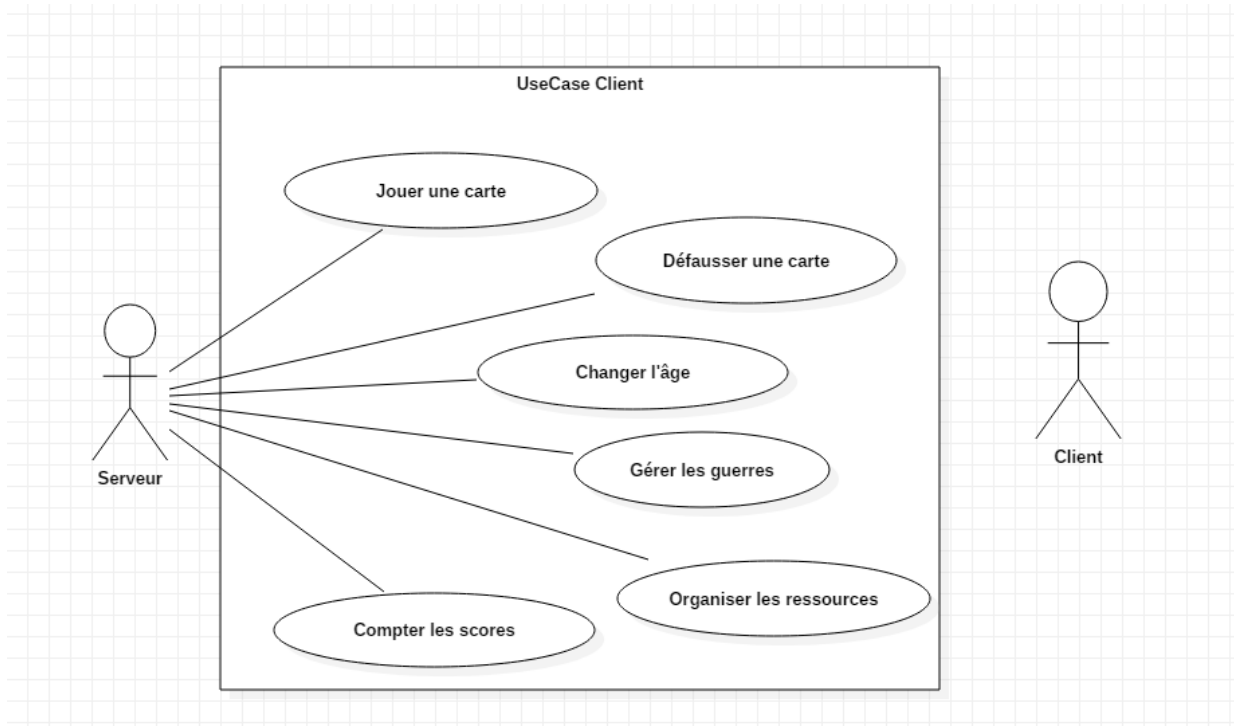 UseCase Client
Jouer une carte
Défausser une carte
Changer l'âge
Gérer les guerres
Organiser les ressources
Compter les scores
Serveur
Client